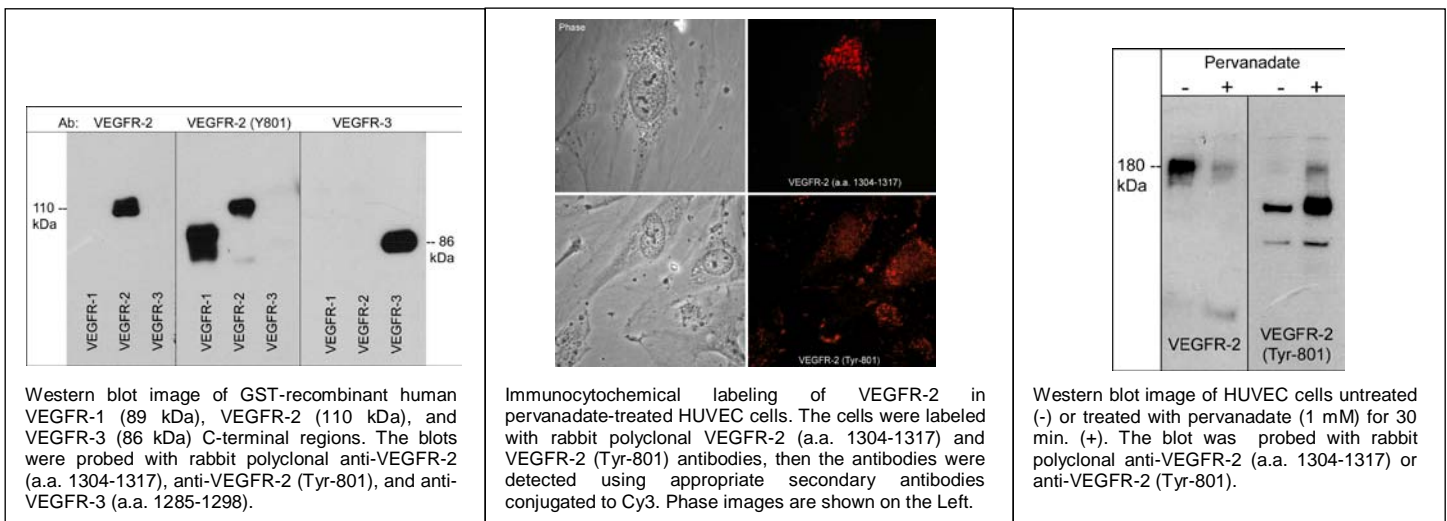 Ab: VEGFR-2 VEGFR-2 (Y801) VEGFR-3
110 --
kDa
-- 86
kDa
VEGFR-1
VEGFR-2
VEGFR-3
VEGFR-1
VEGFR-2
VEGFR-3
VEGFR-1
VEGFR-2
VEGFR-3
Western blot image of GST-recombinant human
VEGFR-1 (89 kDa), VEGFR-2 (110 kDa), and
VEGFR-3 (86 kDa) C-terminal regions. The blots
were probed with rabbit polyclonal anti-VEGFR-2
(a.a. 1304-1317), anti-VEGFR-2 (Tyr-801), and anti-
VEGFR-3 (a.a. 1285-1298).
Phase
VEGFR-2 (a.a. 1304-1317)
VEGFR-2 (Tyr-801)
Immunocytochemical labeling of VEGFR-2 in
pervanadate-treated HUVEC cells. The cells were labeled
with rabbit polyclonal VEGFR-2 (a.a. 1304-1317) and
VEGFR-2 (Tyr-801) antibodies, then the antibodies were
detected using appropriate secondary antibodies
conjugated to Cy3. Phase images are shown on the Left.
Pervanadate
- + - +
180 --
kDa
VEGFR-2
VEGFR-2
(Tyr-801)
Western blot image of HUVEC cells untreated
(-) or treated with pervanadate (1 mM) for 30
min. (+). The blot was probed with rabbit
polyclonal anti-VEGFR-2 (a.a. 1304-1317) or
anti-VEGFR-2 (Tyr-801).